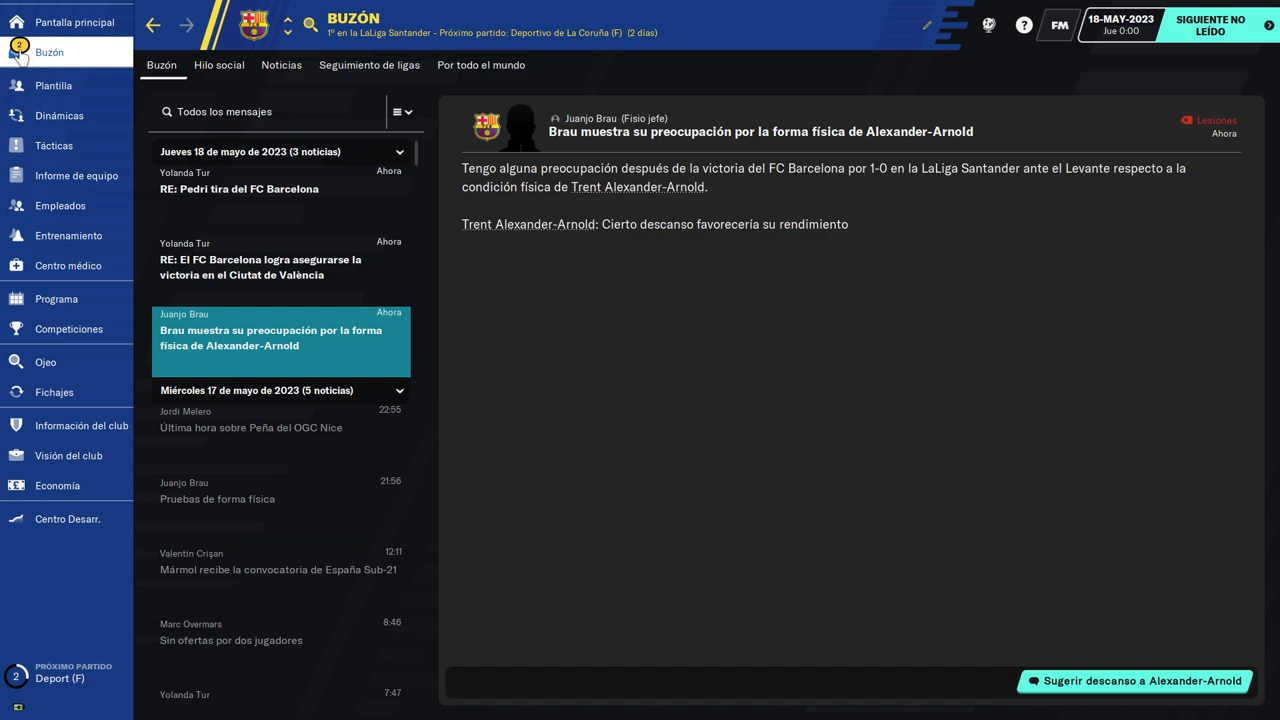 Pantalla principal
2
Buzón
Plantilla
Dinámicas
Tácticas
Informe de equipo
Empleados
Entrenamiento
Centro médico
Programa
Competiciones
Ojeo
Fichajes
Información del club
Visión del club
Economía
Centro Desarr.
2
PRÓXIMO PARTIDO
Deport (F)
BUZÓN
1º en la LaLiga Santander - Próximo partido: Deportivo de La Coruña (F) (2 días)
?
FM
18-MAY-2023
Jue 0:00
SIGUIENTE NO LEÍDO
Buzón
Hilo social
Noticias
Seguimiento de ligas
Por todo el mundo
Todos los mensajes
Jueves 18 de mayo de 2023 (3 noticias)
Yolanda Tur
Ahora
RE: Pedri tira del FC Barcelona
Yolanda Tur
Ahora
RE: El FC Barcelona logra asegurarse la
victoria en el Ciutat de València
Juanjo Brau
Ahora
Brau muestra su preocupación por la forma
física de Alexander-Arnold
Miércoles 17 de mayo de 2023 (5 noticias)
Jordi Melero
22:55
Última hora sobre Peña del OGC Nice
Juanjo Brau
21:56
Pruebas de forma física
Valentin Crişan
12:11
Mármol recibe la convocatoria de España Sub-21
Marc Overmars
8:46
Sin ofertas por dos jugadores
Yolanda Tur
7:47
Juanjo Brau (Fisio jefe)
Brau muestra su preocupación por la forma física de Alexander-Arnold
Lesiones
Ahora
Tengo alguna preocupación después de la victoria del FC Barcelona por 1-0 en la LaLiga Santander ante el Levante respecto a la
condición física de Trent Alexander-Arnold.
Trent Alexander-Arnold: Cierto descanso favorecería su rendimiento
Sugerir descanso a Alexander-Arnold